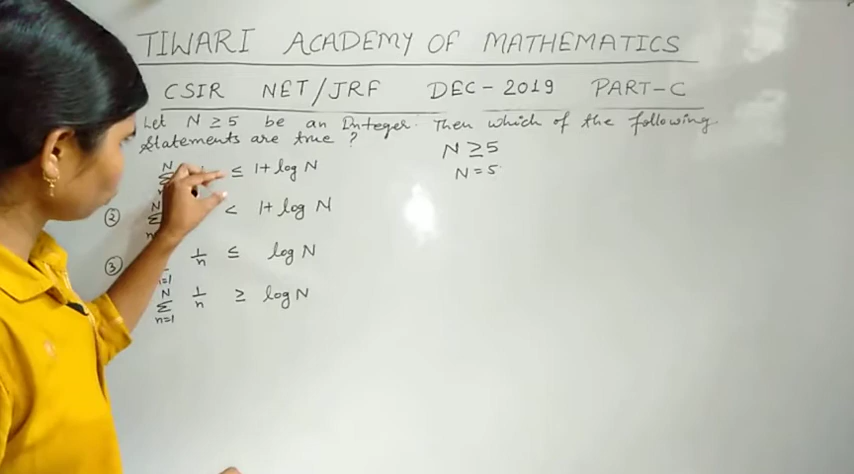 TIWARI ACADEMY OF MATHEMATICS
CSIR NET/JRF DEC-2019 PART-C
Let N ≥ 5 be an Integer. Then which of the following
Statements are true ?
N ≥ 5
N = 5
N Σ ≤ 1 + log N
② N Σ < 1 + log N
③ 1/n ≤ log N
n=1
N Σ n=1 1/n ≥ log N